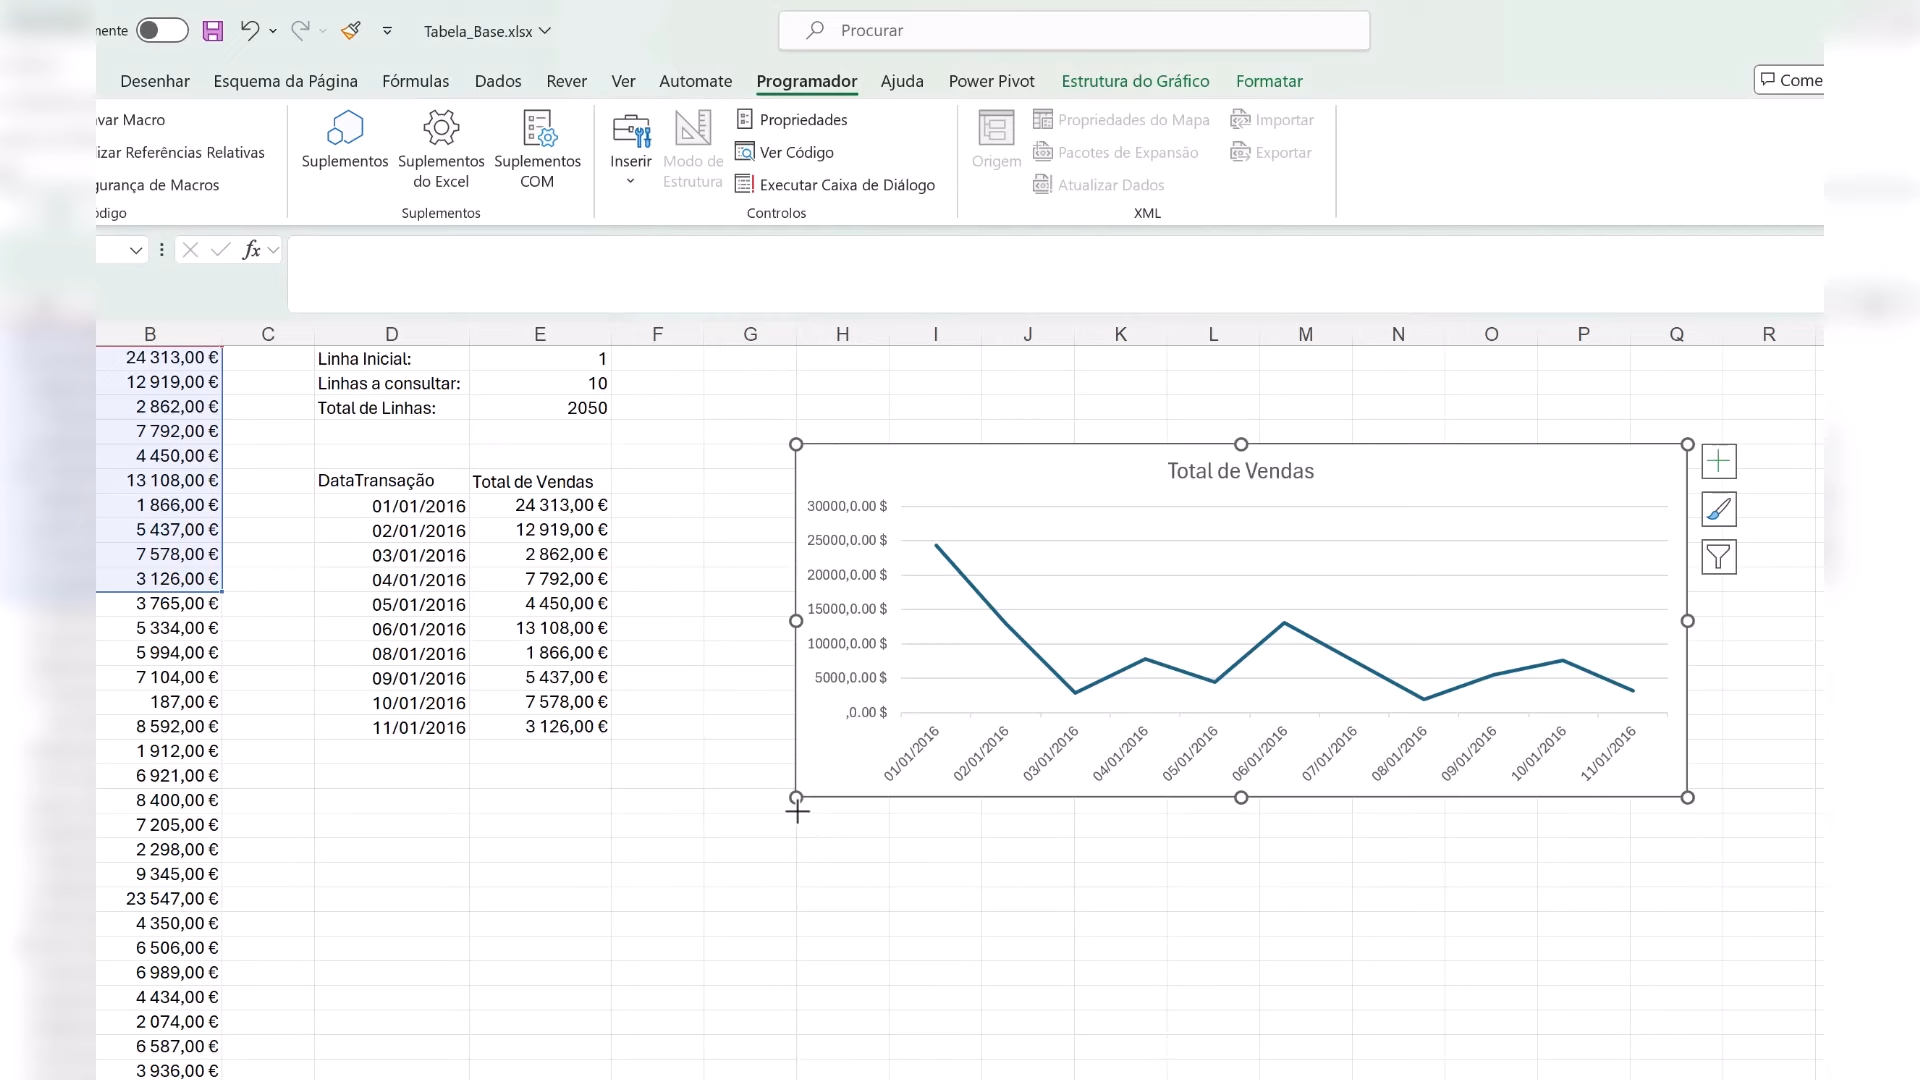 Tabela_Base.xlsx
Procurar
Desenhar Esquema da Página Fórmulas Dados Rever Ver Automate Programador Ajuda Power Pivot Estrutura do Gráfico Formatar
Macro
Referências Relativas
de Macros
Suplementos
Suplementos do Excel
Suplementos COM
Suplementos
Inserir
Modo de Estrutura
Propriedades
Ver Código
Executar Caixa de Diálogo
Controlos
Origem
Propriedades do Mapa
Pacotes de Expansão
Atualizar Dados
Importar
Exportar
XML
fx
B C D E F G H I J K L M N O P Q R
24 313,00 € Linha Inicial: 1
12 919,00 € Linhas a consultar: 10
2 862,00 € Total de Linhas: 2050
7 792,00 €
4 450,00 €
13 108,00 € DataTransação Total de Vendas
1 866,00 € 01/01/2016 24 313,00 €
5 437,00 € 02/01/2016 12 919,00 €
7 578,00 € 03/01/2016 2 862,00 €
3 126,00 € 04/01/2016 7 792,00 €
3 765,00 € 05/01/2016 4 450,00 €
5 334,00 € 06/01/2016 13 108,00 €
5 994,00 € 08/01/2016 1 866,00 €
7 104,00 € 09/01/2016 5 437,00 €
187,00 € 10/01/2016 7 578,00 €
8 592,00 € 11/01/2016 3 126,00 €
1 912,00 €
6 921,00 €
8 400,00 €
7 205,00 €
2 298,00 €
9 345,00 €
23 547,00 €
4 350,00 €
6 506,00 €
6 989,00 €
4 434,00 €
2 074,00 €
6 587,00 €
3 936,00 €
Total de Vendas
30000,0.00 $
25000,0.00 $
20000,0.00 $
15000,0.00 $
10000,0.00 $
5000,0.00 $
,0.00 $
01/01/2016 02/01/2016 03/01/2016 04/01/2016 05/01/2016 06/01/2016 07/01/2016 08/01/2016 09/01/2016 10/01/2016 11/01/2016